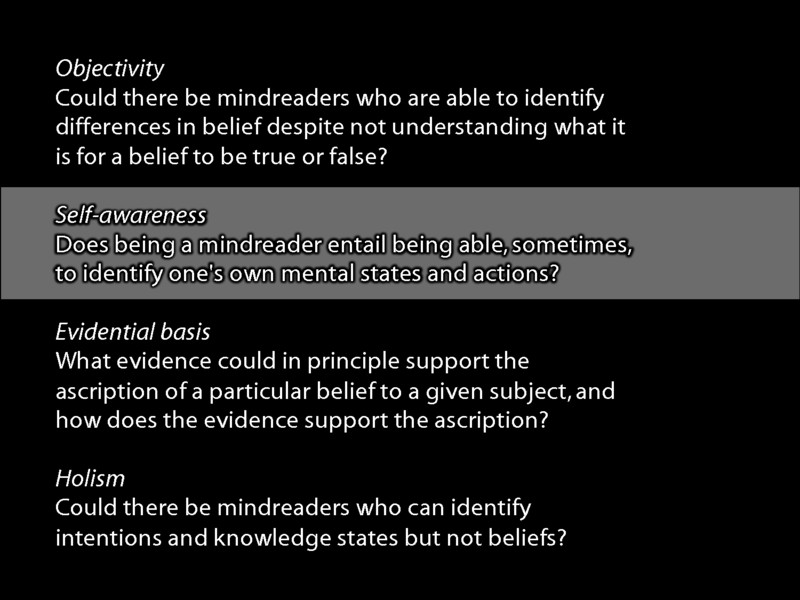 Objectivity
Could there be mindreaders who are able to identify
differences in belief despite not understanding what it
is for a belief to be true or false?
Self-awareness
Does being a mindreader entail being able, sometimes,
to identify one's own mental states and actions?
Evidential basis
What evidence could in principle support the
ascription of a particular belief to a given subject, and
how does the evidence support the ascription?
Holism
Could there be mindreaders who can identify
intentions and knowledge states but not beliefs?